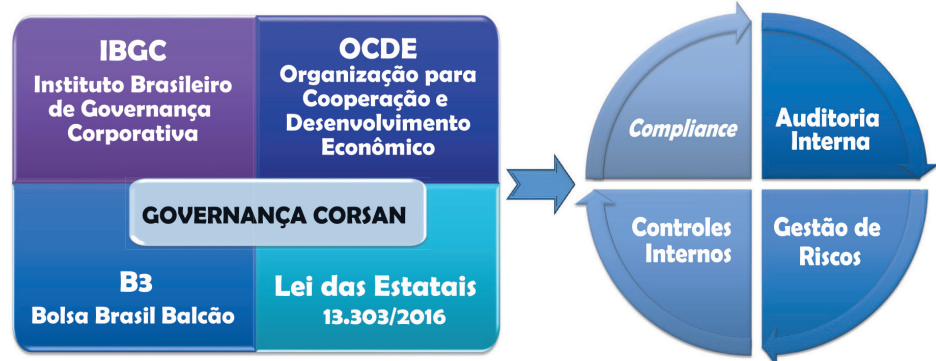 IBGC
Instituto Brasileiro
de Governança
Corporativa
OCDE
Organização para
Cooperação e
Desenvolvimento
Econômico
GOVERNANÇA CORSAN
B3
Bolsa Brasil Balcão
Lei das Estatais
13.303/2016
Compliance
Auditoria
Interna
Controles
Internos
Gestão de
Riscos